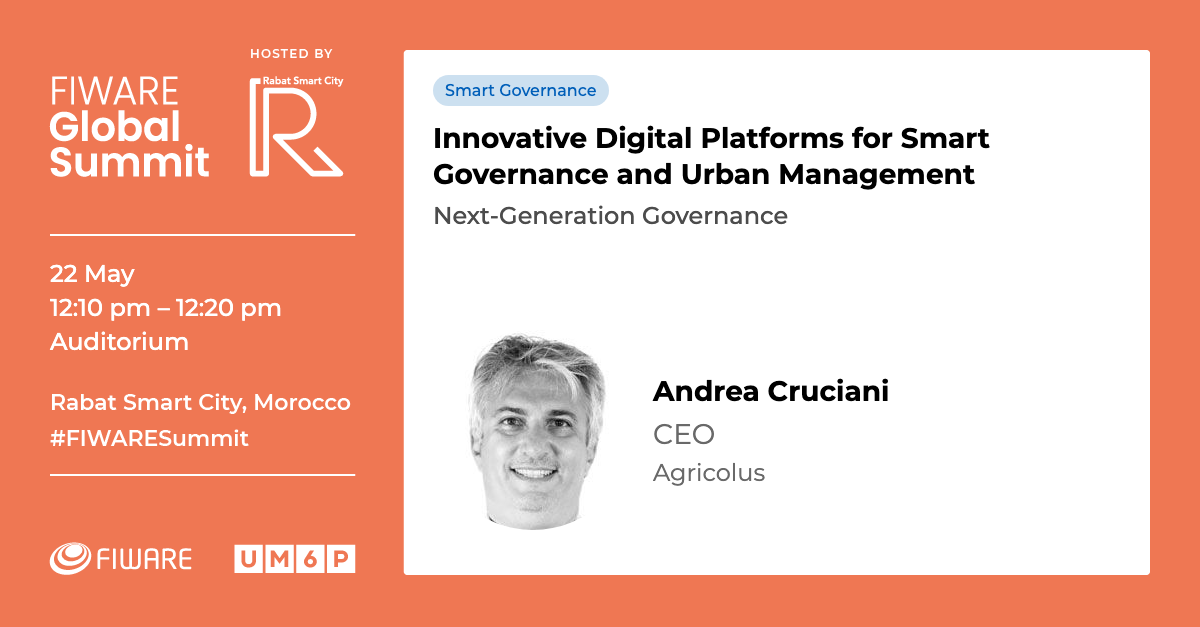 HOSTED BY
FIWARE
Global
Summit
Rabat Smart City
R
22 May
12:10 pm – 12:20 pm
Auditorium
Rabat Smart City, Morocco
#FIWARESummit
FIWARE
UM6P
Smart Governance
Innovative Digital Platforms for Smart
Governance and Urban Management
Next-Generation Governance
Andrea Cruciani
CEO
Agricolus